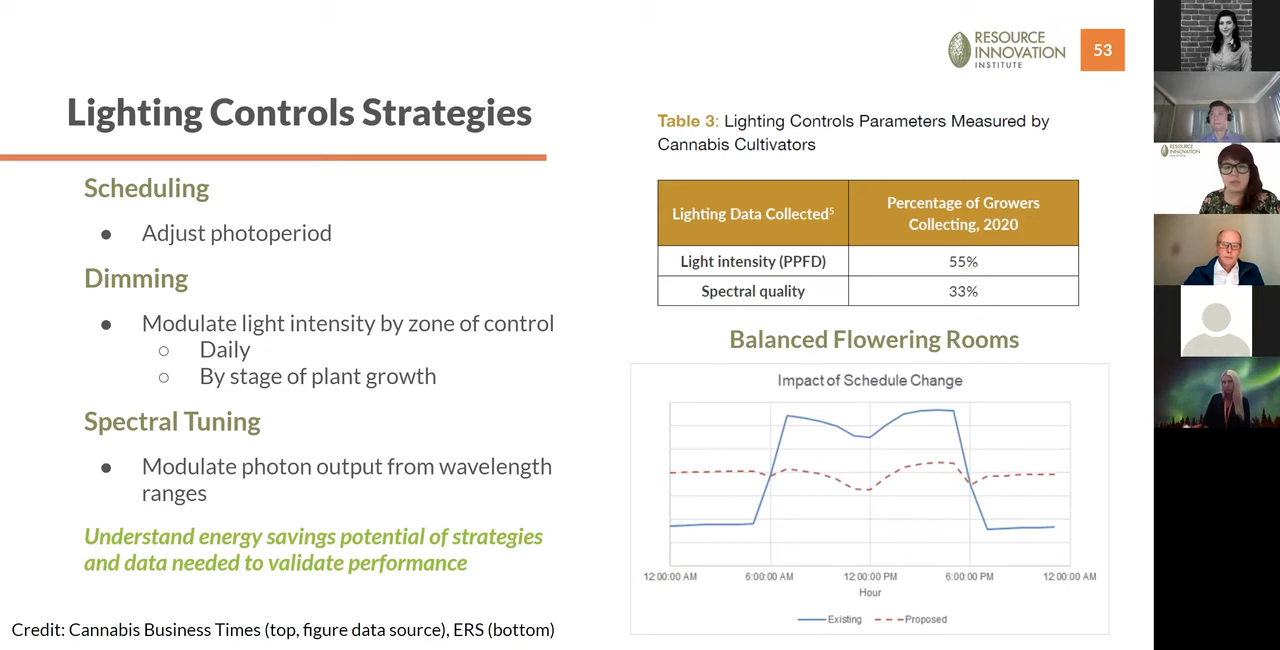 RESOURCE
INNOVATION
INSTITUTE
53
Lighting Controls Strategies
Scheduling
● Adjust photoperiod
Dimming
● Modulate light intensity by zone of control
○ Daily
○ By stage of plant growth
Spectral Tuning
● Modulate photon output from wavelength
ranges
Understand energy savings potential of strategies
and data needed to validate performance
Credit: Cannabis Business Times (top, figure data source), ERS (bottom)
Table 3: Lighting Controls Parameters Measured by
Cannabis Cultivators
Lighting Data Collected5
Percentage of Growers
Collecting, 2020
Light intensity (PPFD) 55%
Spectral quality 33%
Balanced Flowering Rooms
Impact of Schedule Change
12:00:00 AM 6:00:00 AM 12:00:00 PM 6:00:00 PM 12:00:00 AM
Hour
Existing Proposed
RESOURCE
INNOVATION
INSTITUTE